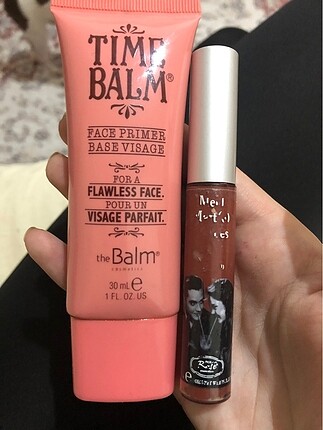 TIME
BALM®
FACE PRIMER
BASE VISAGE
FOR A
FLAWLESS FACE.
POUR UN
VISAGE PARFAIT.
theBalm®
cosmetics
30 mL e
1 FL. OZ. US